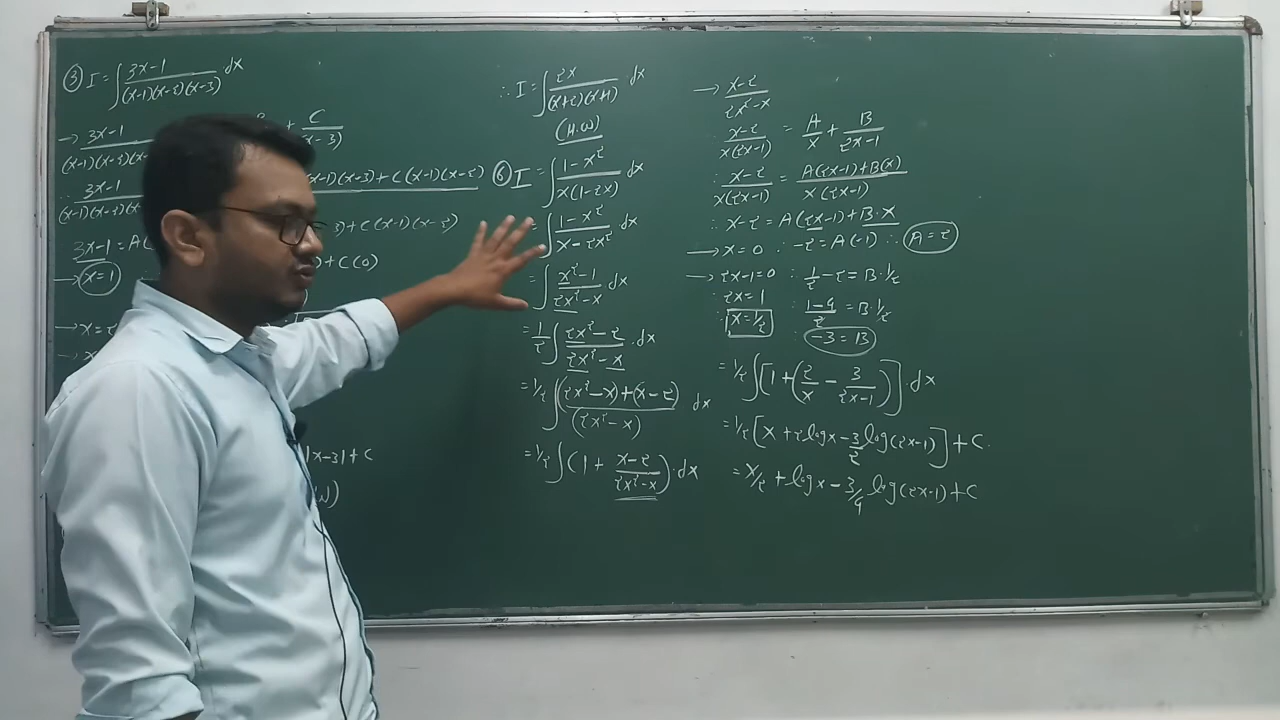 ③ I = ∫ 3x-1 / (x-1)(x-2)(x-3) dx
→ 3x-1 / (x-1)(x-2)(x- B + C / (x-3)
∴ 3x-1 / (x-1)(x- x-1)(x-3) + C(x-1)(x-2)
3x-1 = A( 3) + C(x-1)(x-2)
→ x=1 ) + C(0)
→ x=2
|x-3| + C
∴ I = ∫ 2x / (x+2)(x+1) dx
(H.W)
⑥ I = ∫ 1-x² / x(1-2x) dx
= ∫ 1-x² / x-2x² dx
= ∫ x²-1 / 2x²-x dx
= 1/2 ∫ 2x²-2 / 2x²-x .dx
= 1/2 ∫ (2x²-x)+(x-2) / (2x²-x) dx
= 1/2 ∫ (1 + x-2 / 2x²-x) .dx
→ x-2 / 2x²-x
∴ x-2 / x(2x-1) = A / x + B / 2x-1
∴ x-2 / x(2x-1) = A(2x-1)+B(x) / x(2x-1)
∴ x-2 = A(2x-1)+B.x
→ x=0 ∴ -2=A(-1) ∴ A=2
→ 2x-1=0 ∴ 1/2 -2 = B.1/2
∴ 2x=1 ∴ 1-4 / 2 = B.1/2
∴ x=1/2 ∴ -3=B
= 1/2 ∫ [1+(2/x - 3/2x-1)] .dx
= 1/2 [x + 2logx - 3/2 log(2x-1)] + C.
= x/2 + logx - 3/4 log(2x-1) + C